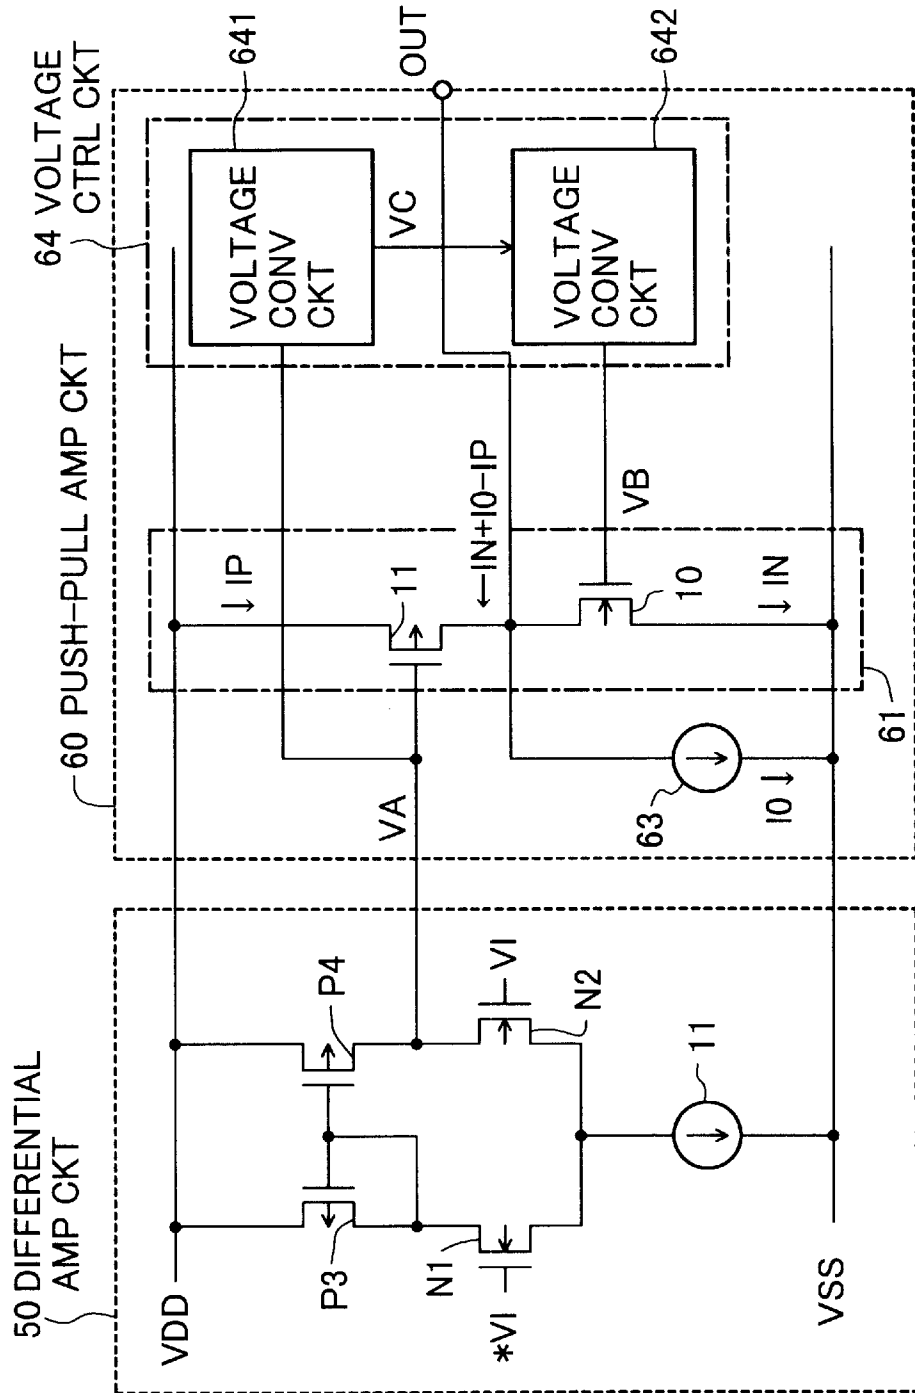 50 DIFFERENTIAL
AMP CKT
60 PUSH-PULL AMP CKT
64 VOLTAGE
CTRL CKT
VDD
P3
P4
N1
N2
*VI
VI
11
VSS
VA
↓ IP
11
←IN+I0-IP
VB
10
↓ IN
63
I0 ↓
61
VOLTAGE
CONV
CKT
641
VC
VOLTAGE
CONV
CKT
642
OUT